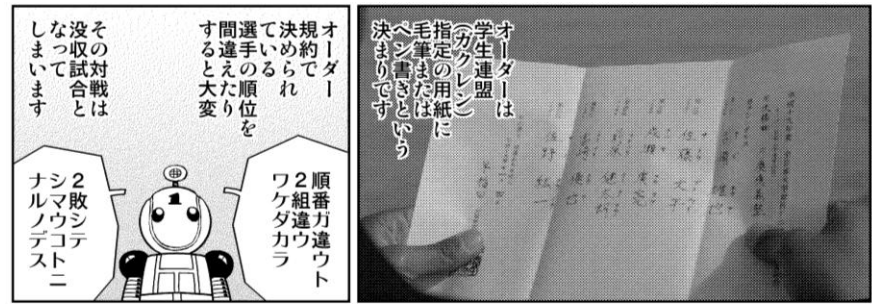 オーダーは
学生連盟
(ガクレン)
指定の用紙に
毛筆または
ペン書きという
決まりです
オーダー
規約で
決められ
ている
選手の順位を
間違えたり
すると大変
その対戦は
没収試合と
なって
しまいます
順番ガ違ウト
2組違ウ
ワケダカラ
1
2敗シテ
シマウコトニ
ナルノデス